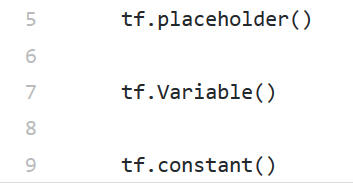 5 tf.placeholder()
6
7 tf.Variable()
8
9 tf.constant()